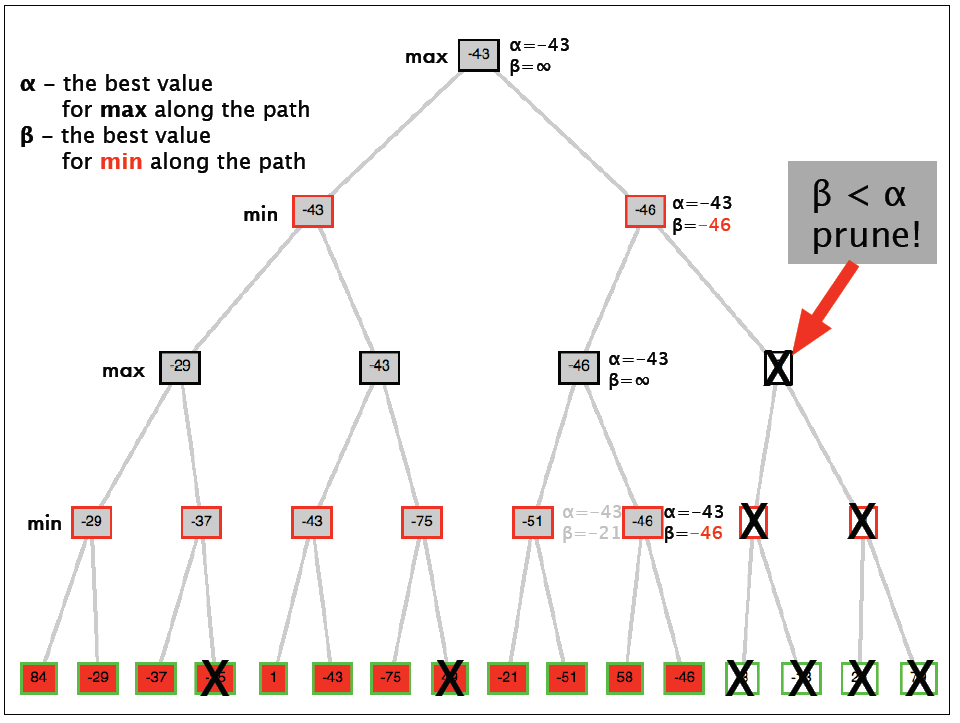 max -43 α=-43
β=∞
α - the best value
for max along the path
β - the best value
for min along the path
min -43 -46 α=-43
β=-46
β < α
prune!
max -29 -43 -46 α=-43
β=∞
X
min -29 -37 -43 -75 -51 α=-43
β=-21
-46 α=-43
β=-46
X X
84 -29 -37 X 1 -43 -75 X -21 -51 58 -46 X X X X